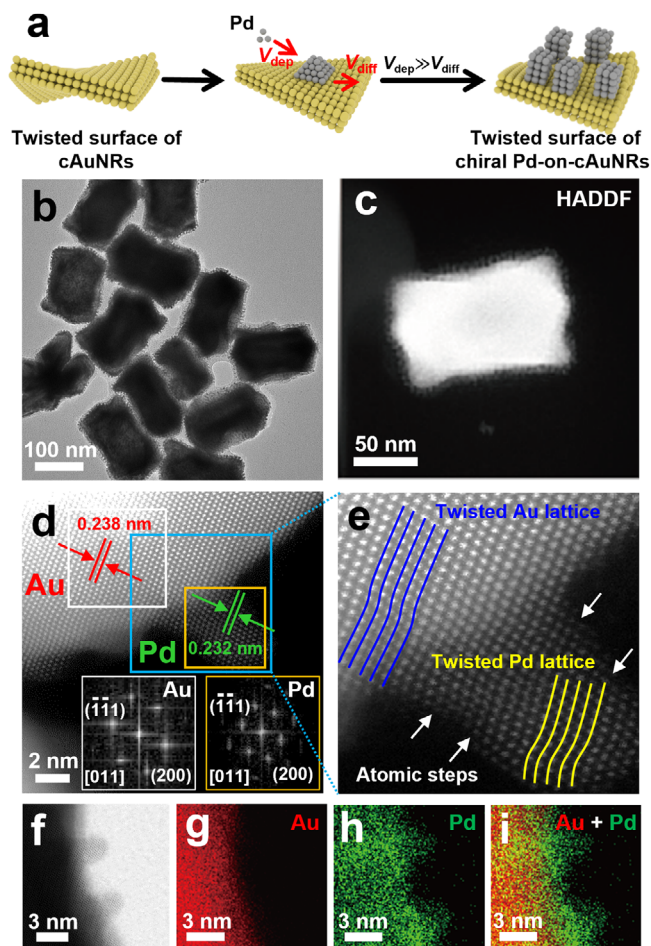 a
Pd
V dep
V diff
V dep ≫ V diff
Twisted surface of
cAuNRs
Twisted surface of
chiral Pd-on-cAuNRs
b
100 nm
c
HADDF
50 nm
d
0.238 nm
Au
Pd
0.232 nm
Au
(1̅1̅1)
[011]
(200)
Pd
(1̅1̅1)
[011]
(200)
2 nm
e
Twisted Au lattice
Twisted Pd lattice
Atomic steps
f
3 nm
g
Au
3 nm
h
Pd
3 nm
i
Au + Pd
3 nm